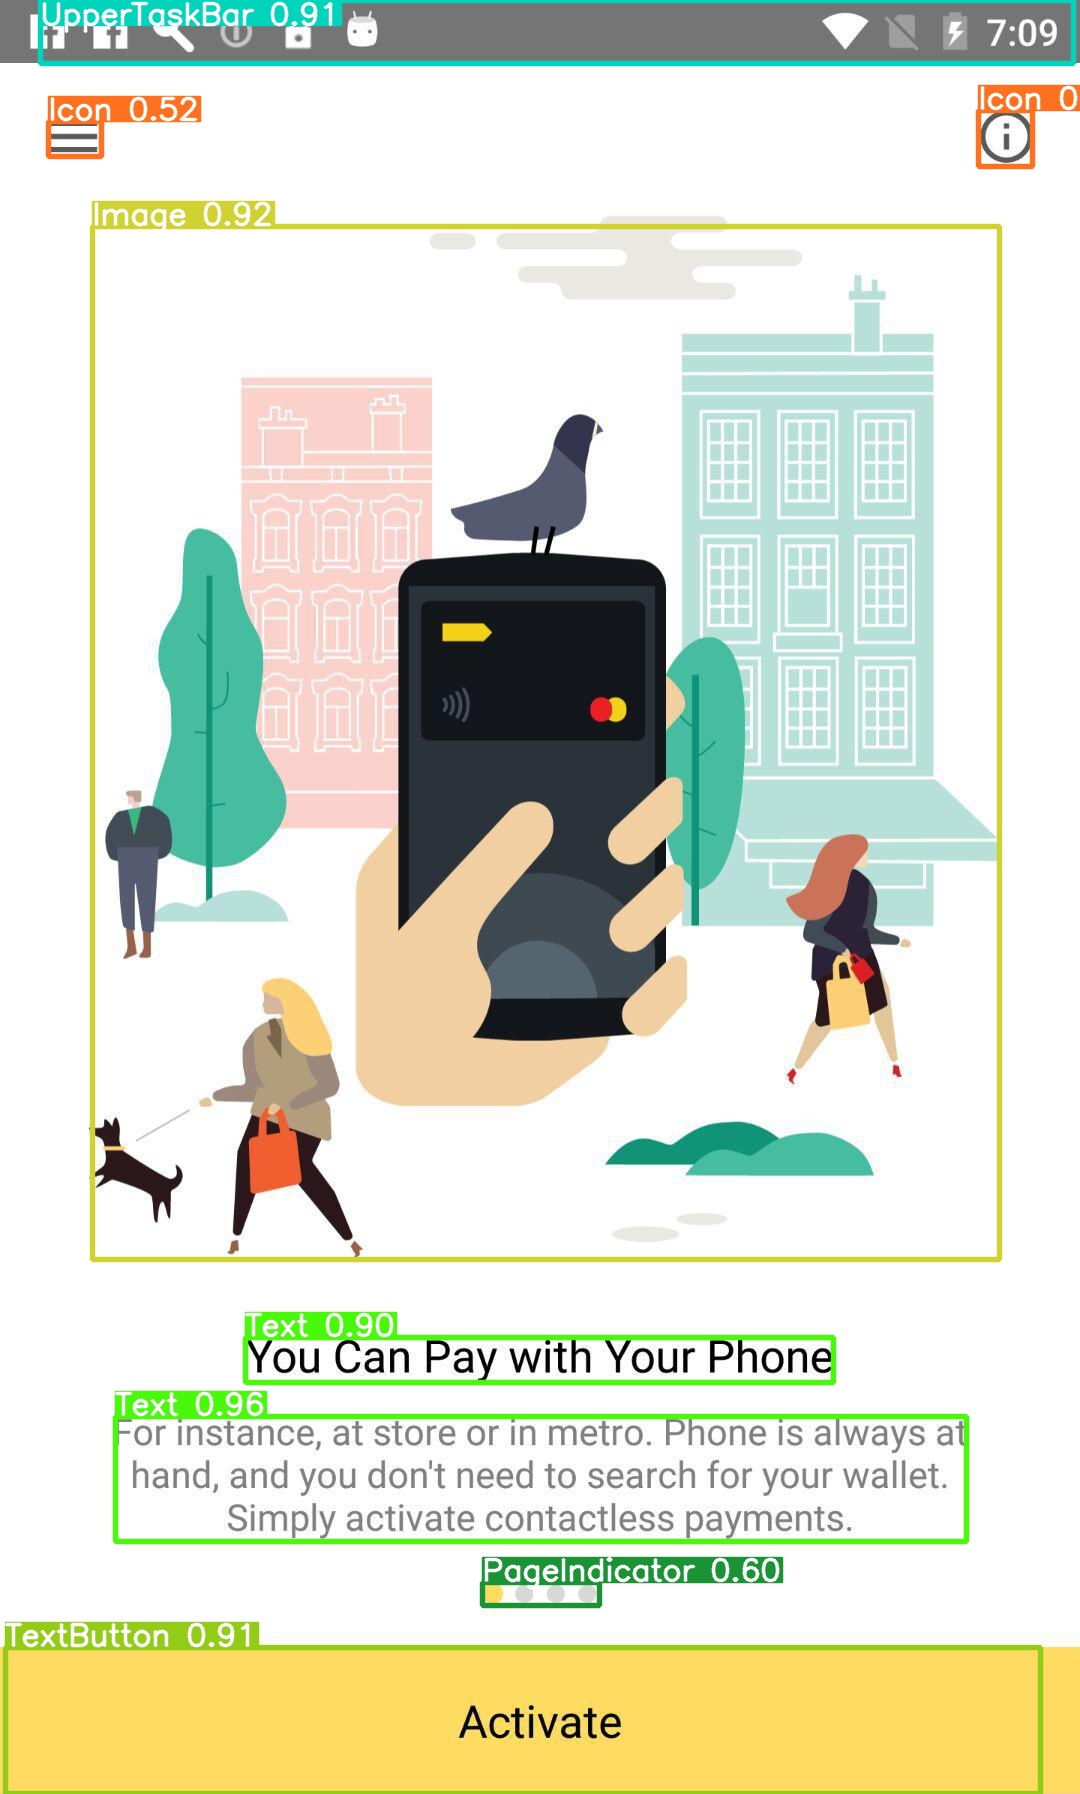 UpperTaskBar 0.91
7:09
Icon 0.52
Icon 0
Image 0.92
Text 0.90
You Can Pay with Your Phone
Text 0.96
For instance, at store or in metro. Phone is always at
hand, and you don't need to search for your wallet.
Simply activate contactless payments.
PageIndicator 0.60
TextButton 0.91
Activate